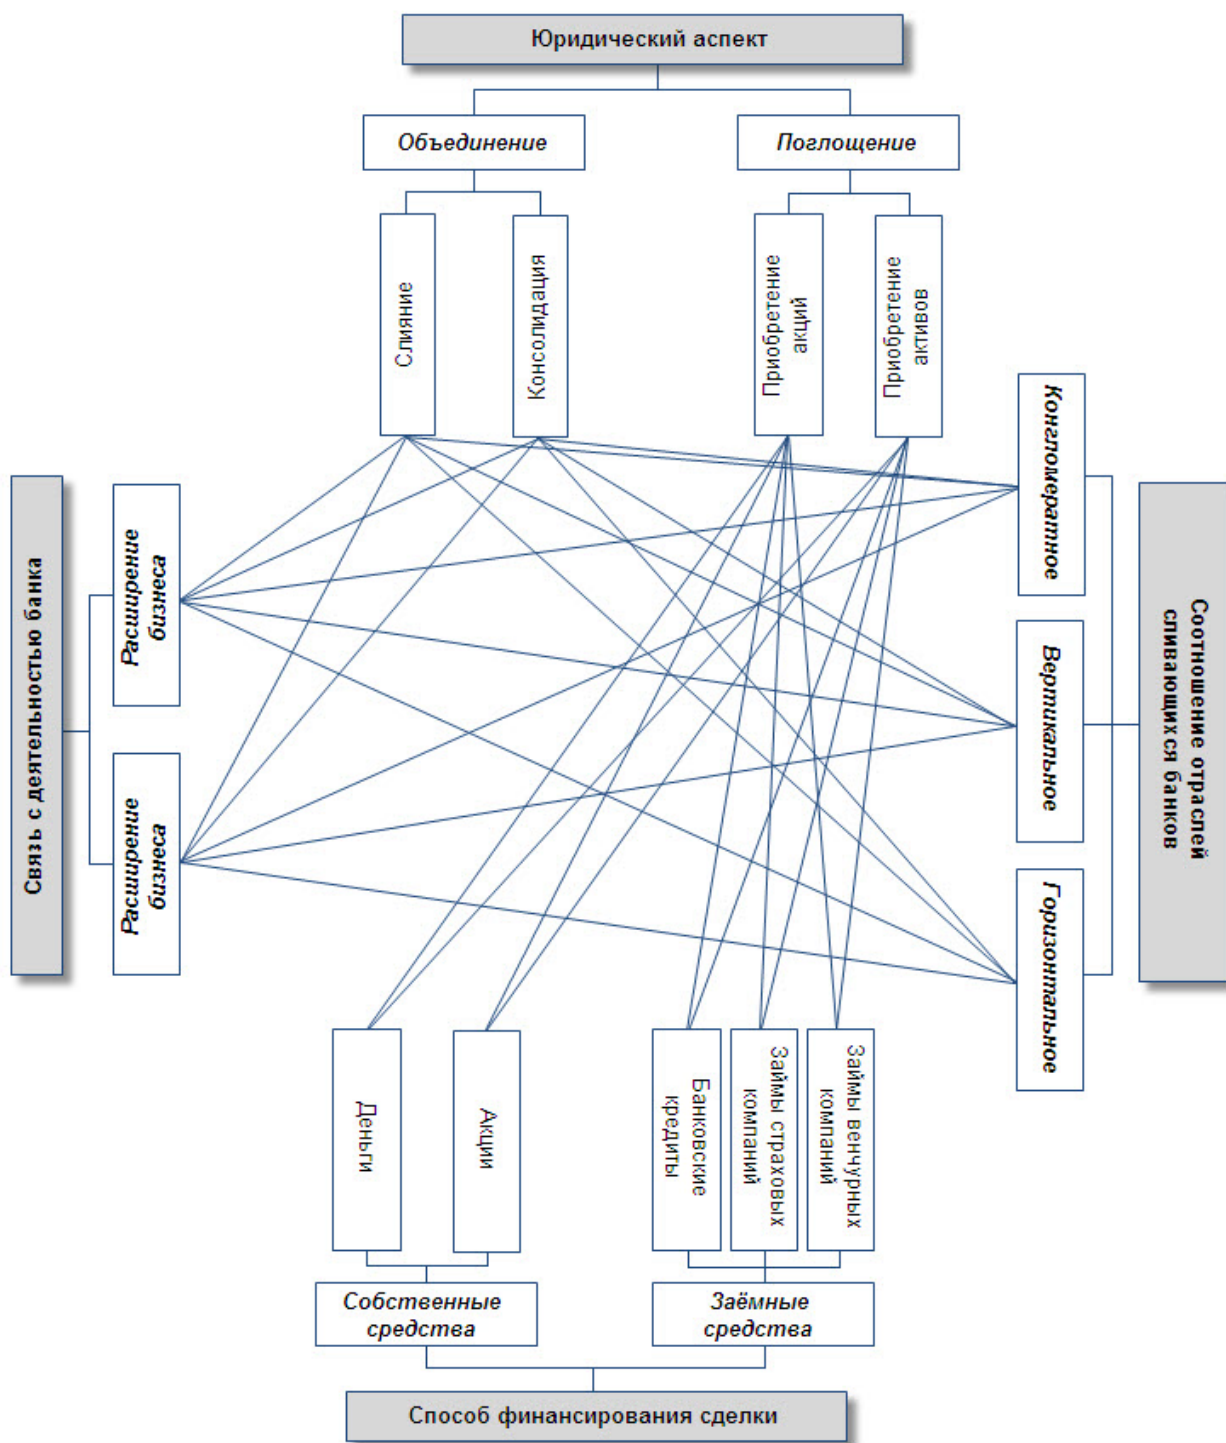 Юридический аспект
Объединение
Поглощение
Слияние
Консолидация
Приобретение
акций
Приобретение
активов
Связь с деятельностью банка
Расширение
бизнеса
Расширение
бизнеса
Конгломератное
Вертикальное
Горизонтальное
Соотношение отраслей
сливающихся банков
Деньги
Акции
Банковские
кредиты
Займы страховых
компаний
Займы венчурных
компаний
Собственные
средства
Заёмные
средства
Способ финансирования сделки